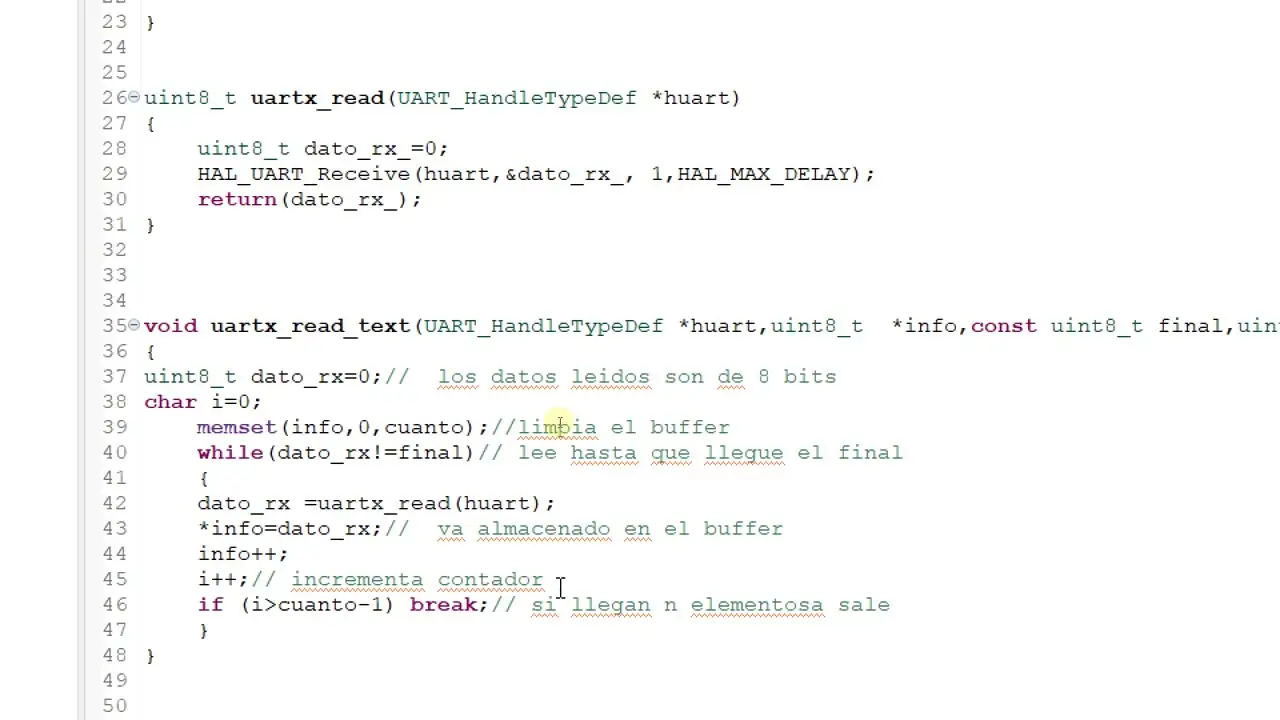 23 }
24
25
26 uint8_t uartx_read(UART_HandleTypeDef *huart)
27 {
28 uint8_t dato_rx_=0;
29 HAL_UART_Receive(huart,&dato_rx_, 1,HAL_MAX_DELAY);
30 return(dato_rx_);
31 }
32
33
34
35 void uartx_read_text(UART_HandleTypeDef *huart,uint8_t  *info,const uint8_t final,
36 {
37 uint8_t dato_rx=0;//  los datos leidos son de 8 bits
38 char i=0;
39 memset(info,0,cuanto);//limpia el buffer
40 while(dato_rx!=final)// lee hasta que llegue el final
41 {
42 dato_rx =uartx_read(huart);
43 *info=dato_rx;//  va almacenado en el buffer
44 info++;
45 i++;// incrementa contador
46 if (i>cuanto-1) break;// si llegan n elementosa sale
47 }
48 }
49
50